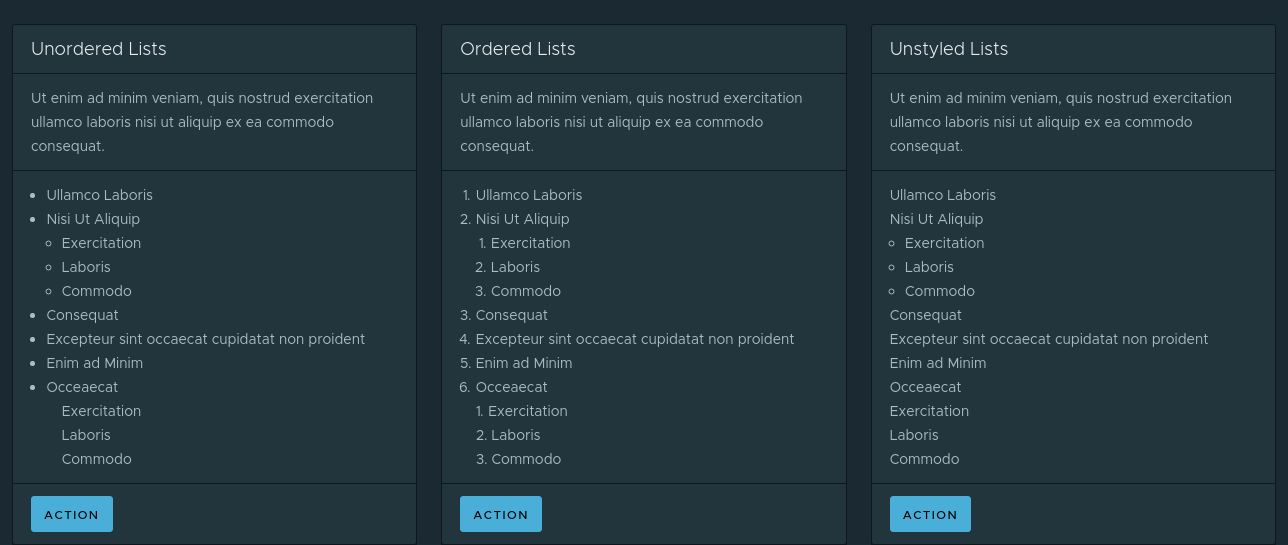 Unordered Lists
Ut enim ad minim veniam, quis nostrud exercitation
ullamco laboris nisi ut aliquip ex ea commodo
consequat.
Ullamco Laboris
Nisi Ut Aliquip
Exercitation
Laboris
Commodo
Consequat
Excepteur sint occaecat cupidatat non proident
Enim ad Minim
Occeaecat
Exercitation
Laboris
Commodo
ACTION
Ordered Lists
Ut enim ad minim veniam, quis nostrud exercitation
ullamco laboris nisi ut aliquip ex ea commodo
consequat.
1. Ullamco Laboris
2. Nisi Ut Aliquip
1. Exercitation
2. Laboris
3. Commodo
3. Consequat
4. Excepteur sint occaecat cupidatat non proident
5. Enim ad Minim
6. Occeaecat
1. Exercitation
2. Laboris
3. Commodo
ACTION
Unstyled Lists
Ut enim ad minim veniam, quis nostrud exercitation
ullamco laboris nisi ut aliquip ex ea commodo
consequat.
Ullamco Laboris
Nisi Ut Aliquip
Exercitation
Laboris
Commodo
Consequat
Excepteur sint occaecat cupidatat non proident
Enim ad Minim
Occeaecat
Exercitation
Laboris
Commodo
ACTION